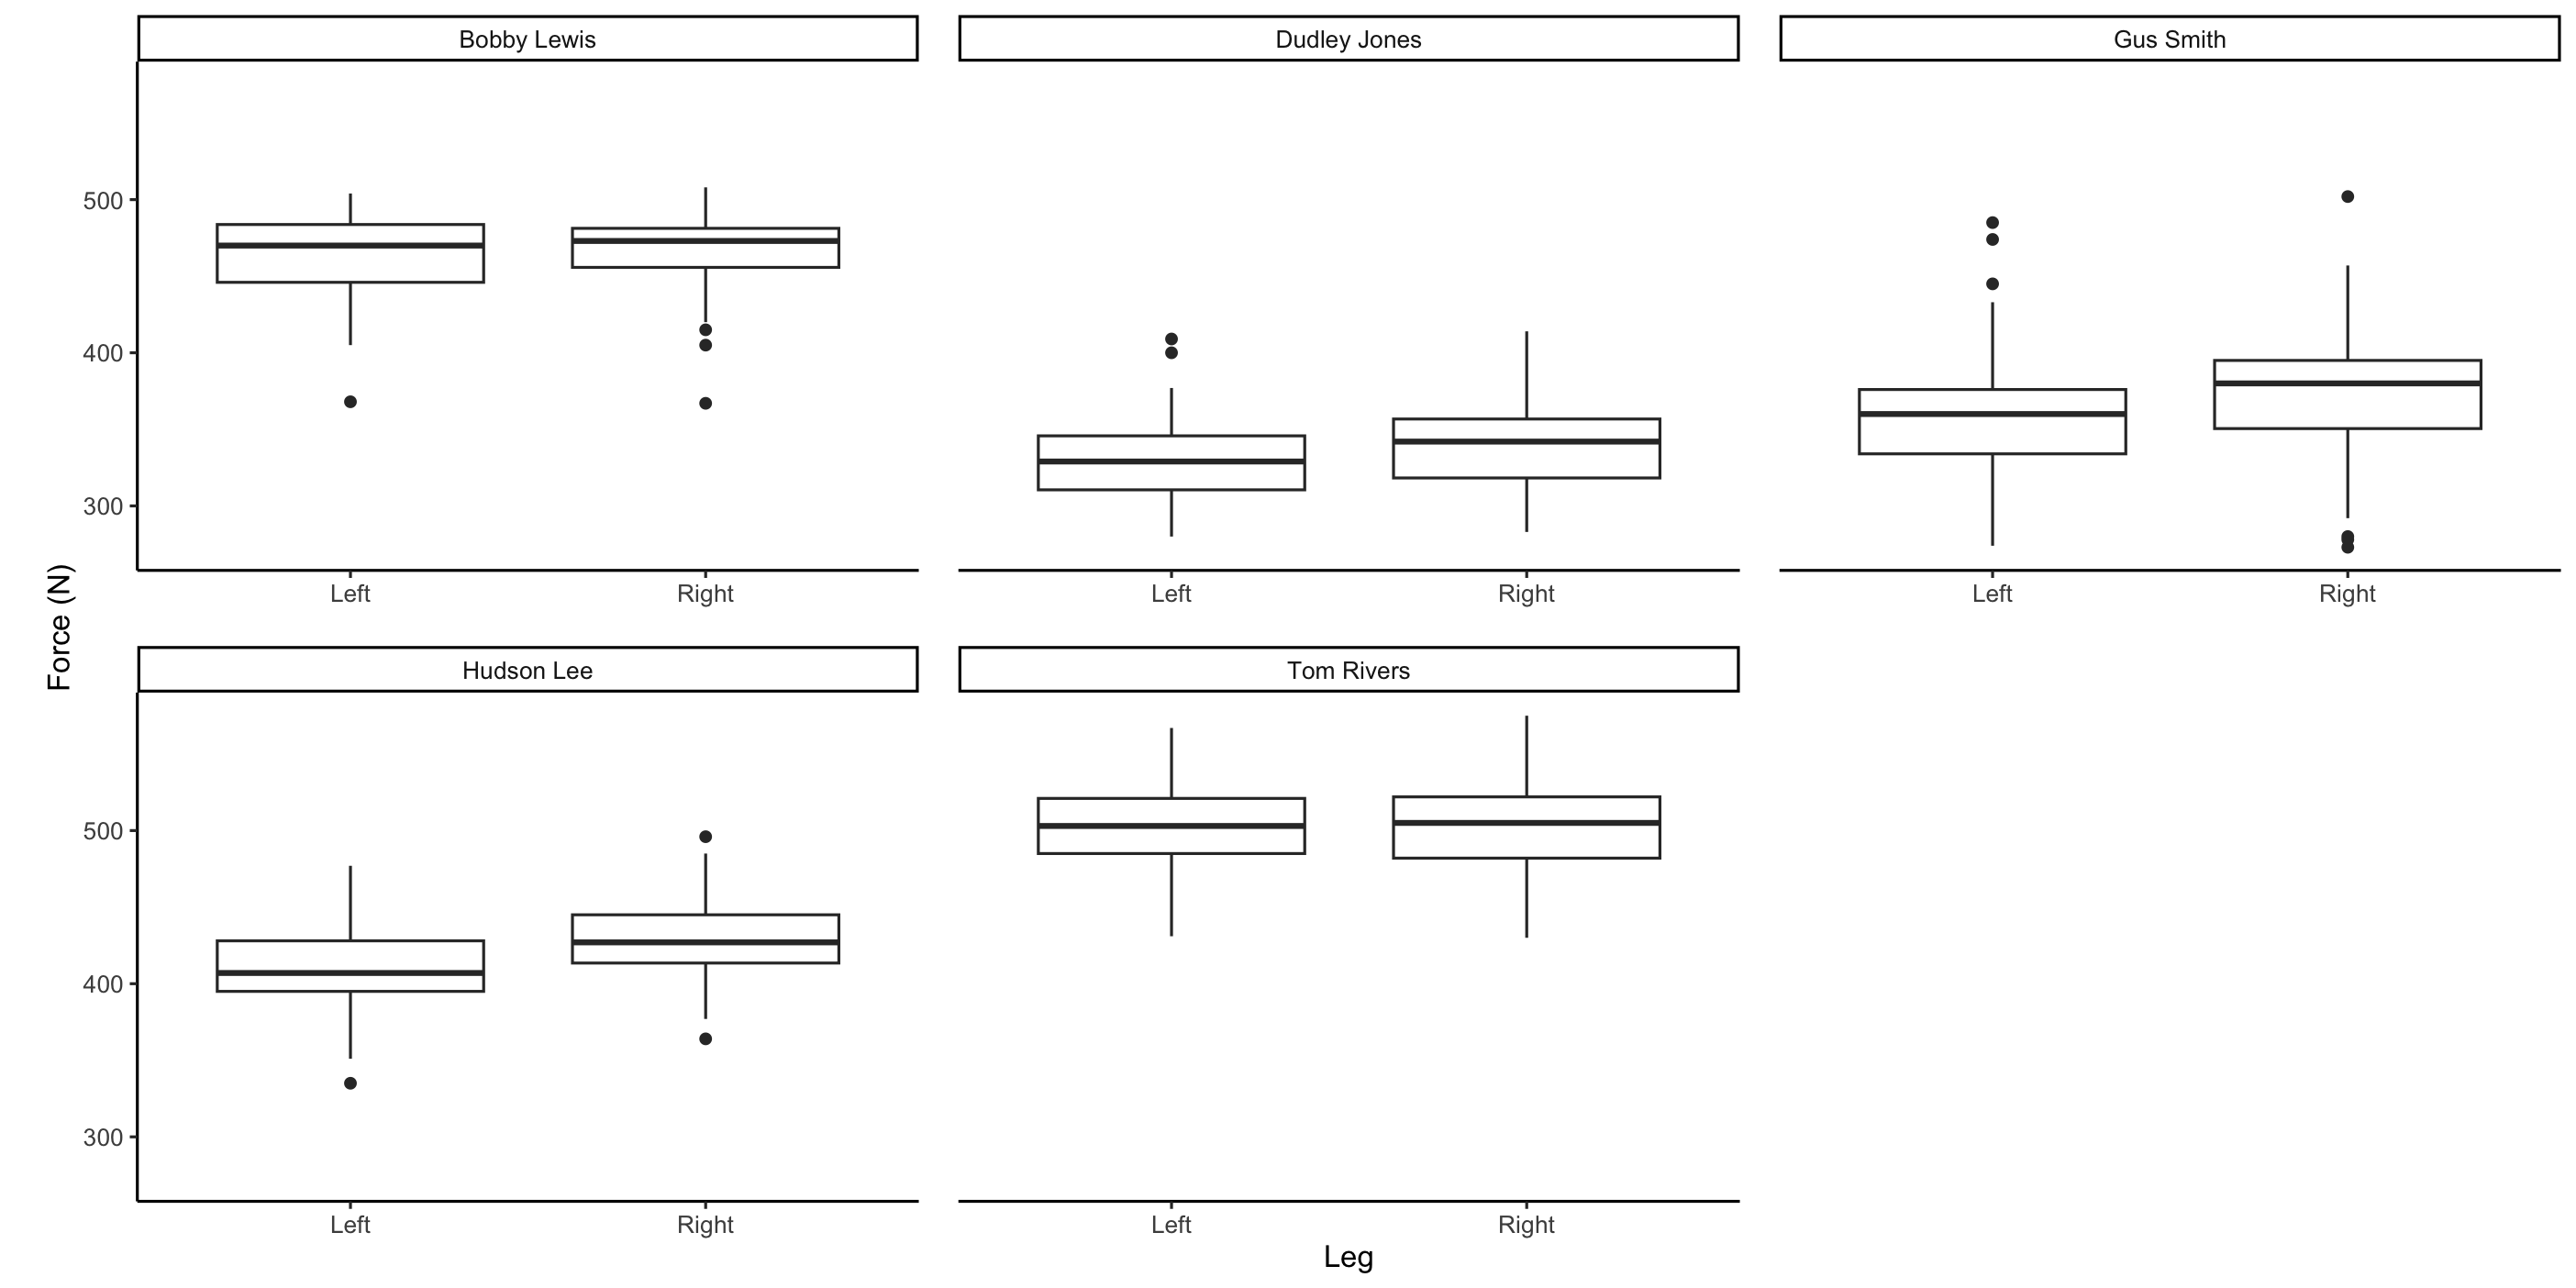 Bobby Lewis
Dudley Jones
Gus Smith
500
400
300
Left
Right
Left
Right
Left
Right
Force (N)
Hudson Lee
Tom Rivers
500
400
300
Left
Right
Left
Right
Leg